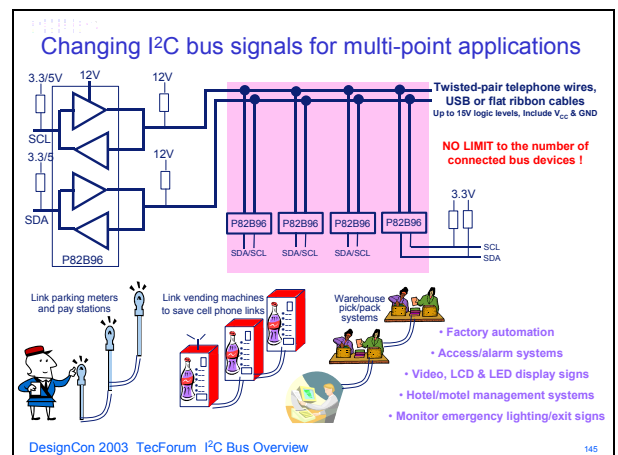 Changing I²C bus signals for multi-point applications
3.3/5V
12V
12V
SCL
3.3/5
12V
SDA
P82B96
Twisted-pair telephone wires,
USB or flat ribbon cables
Up to 15V logic levels, Include VCC & GND
NO LIMIT to the number of
connected bus devices !
P82B96
P82B96
P82B96
P82B96
SDA/SCL
SDA/SCL
SDA/SCL
3.3V
SCL
SDA
Link parking meters
and pay stations
Link vending machines
to save cell phone links
Warehouse
pick/pack
systems
• Factory automation
• Access/alarm systems
• Video, LCD & LED display signs
• Hotel/motel management systems
• Monitor emergency lighting/exit signs
DesignCon 2003 TecForum I²C Bus Overview
145